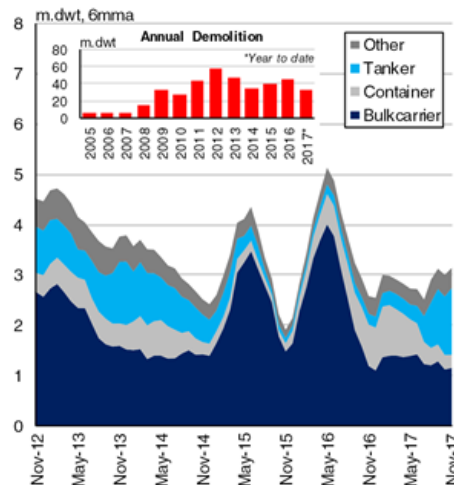 m.dwt, 6mma
Annual Demolition
m.dwt
*Year to date
80
60
40
20
0
2005
2006
2007
2008
2009
2010
2011
2012
2013
2014
2015
2016
2017*
Other
Tanker
Container
Bulkcarrier
8
7
6
5
4
3
2
1
0
Nov-12
May-13
Nov-13
May-14
Nov-14
May-15
Nov-15
May-16
Nov-16
May-17
Nov-17